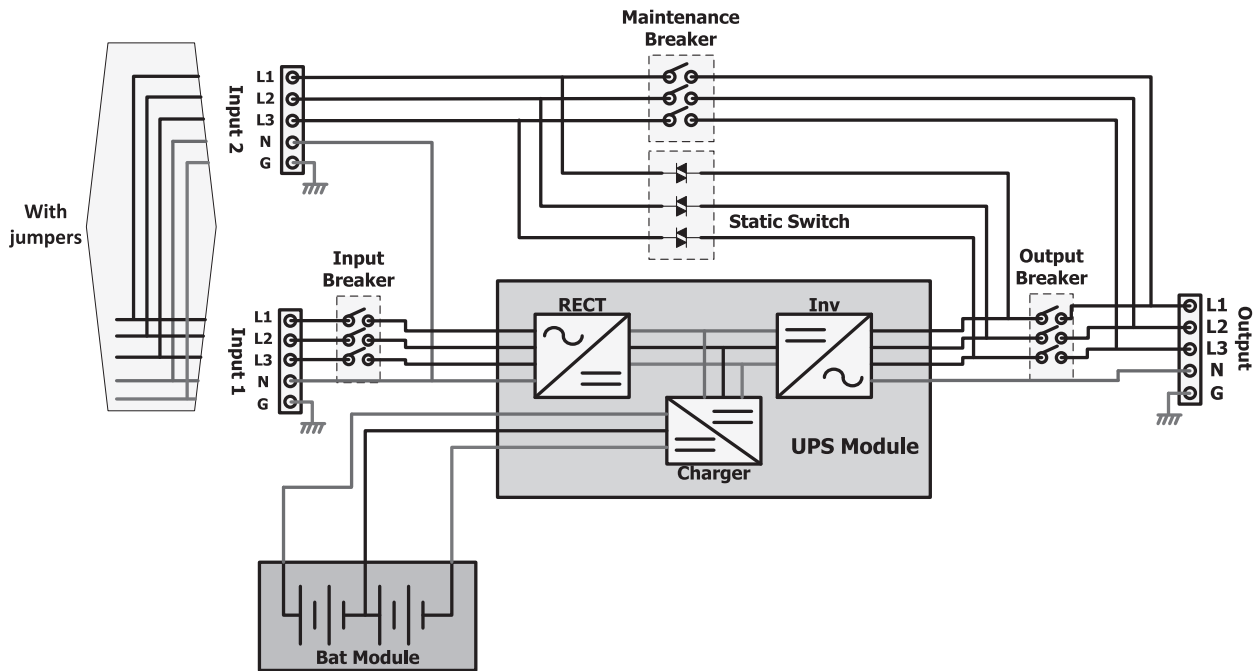 Maintenance
Breaker
L1
L2
L3
N
G
Input 2
With
jumpers
Static Switch
Input
Breaker
Output
Breaker
L1
L2
L3
N
G
Input 1
RECT
Inv
L1
L2
L3
N
G
Output
Charger
UPS Module
Bat Module